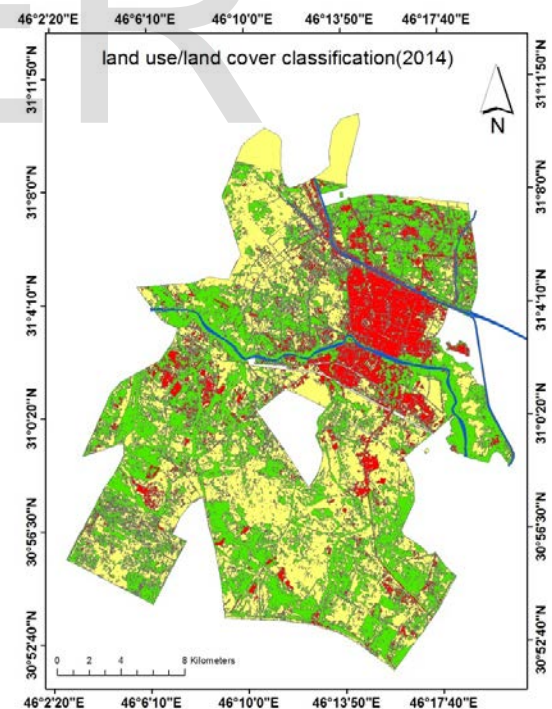 46°2'20"E 46°6'10"E 46°10'0"E 46°13'50"E 46°17'40"E
land use/land cover classification(2014)
N
31°11'50"N 31°11'50"N
31°8'0"N 31°8'0"N
31°4'10"N 31°4'10"N
31°0'20"N 31°0'20"N
30°56'30"N 30°56'30"N
30°52'40"N 30°52'40"N
0 2 4 8 Kilometers
46°2'20"E 46°6'10"E 46°10'0"E 46°13'50"E 46°17'40"E
ER